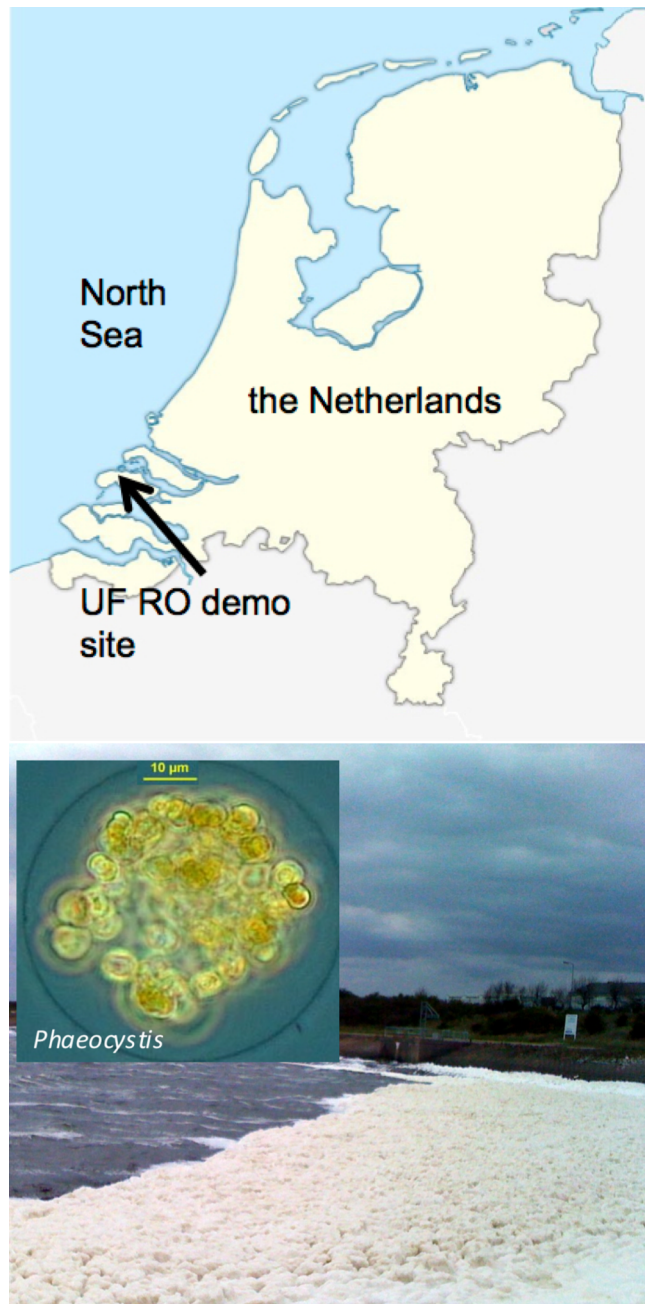 North
Sea
the Netherlands
UF RO demo
site
10 µm
Phaeocystis